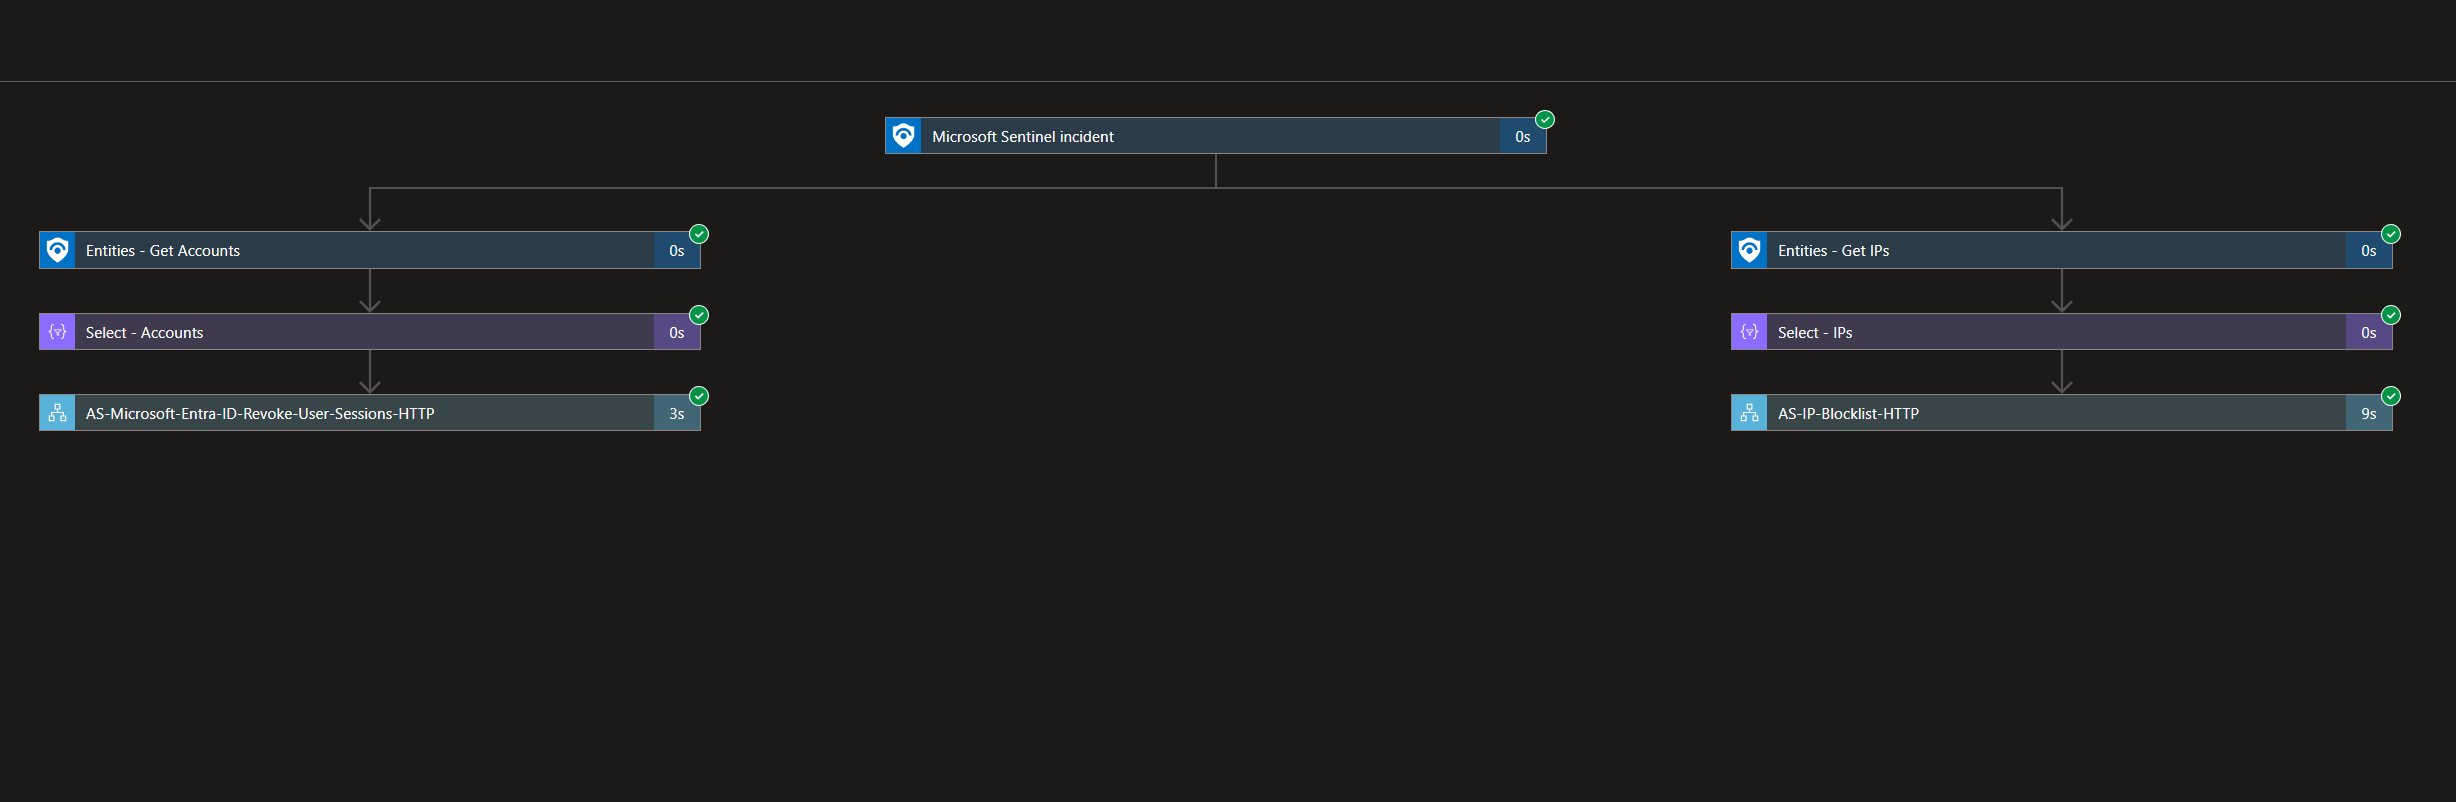 Microsoft Sentinel incident 0s
Entities - Get Accounts 0s
Select - Accounts 0s
AS-Microsoft-Entra-ID-Revoke-User-Sessions-HTTP 3s
Entities - Get IPs 0s
Select - IPs 0s
AS-IP-Blocklist-HTTP 9s